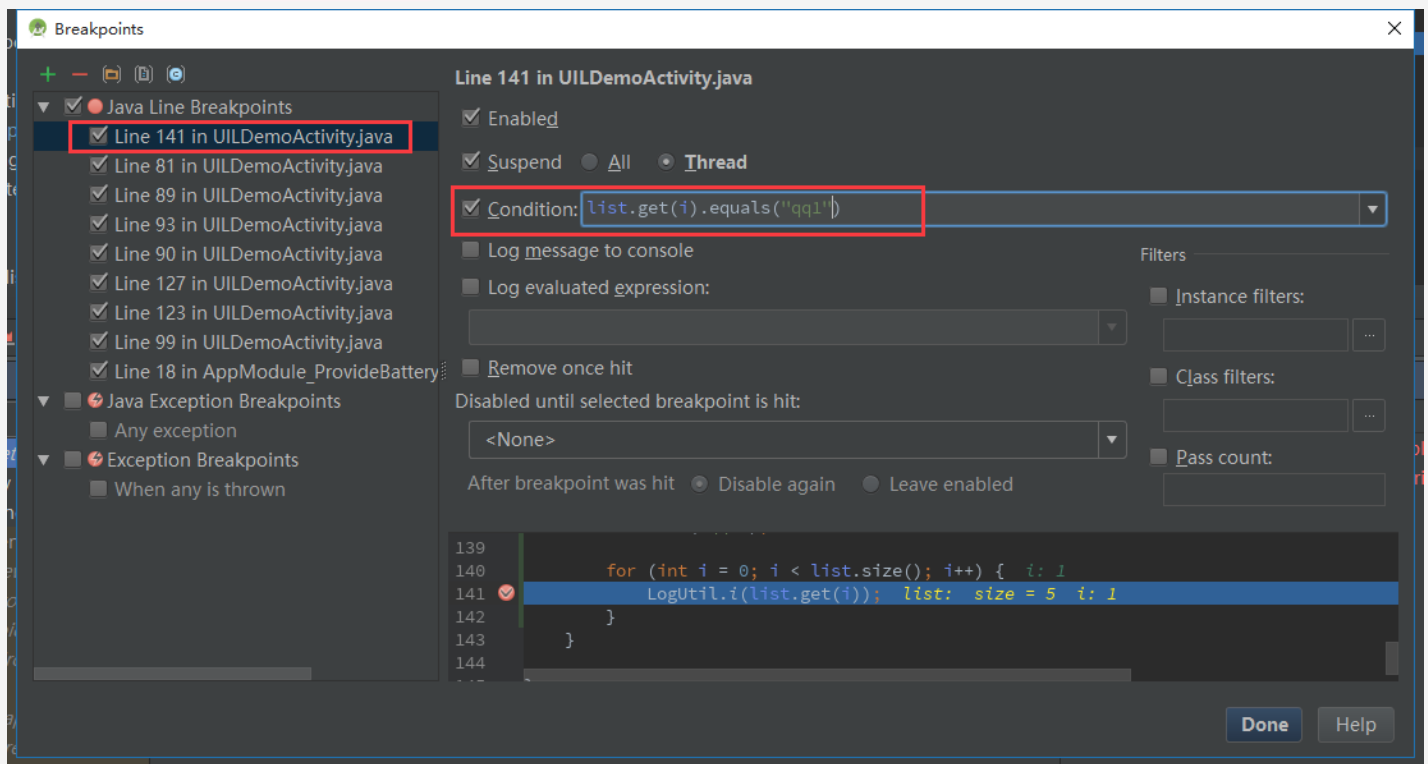 Breakpoints
Java Line Breakpoints
Line 141 in UILDemoActivity.java
Line 81 in UILDemoActivity.java
Line 89 in UILDemoActivity.java
Line 93 in UILDemoActivity.java
Line 90 in UILDemoActivity.java
Line 127 in UILDemoActivity.java
Line 123 in UILDemoActivity.java
Line 99 in UILDemoActivity.java
Line 18 in AppModule_ProvideBattery
Java Exception Breakpoints
Any exception
Exception Breakpoints
When any is thrown
Line 141 in UILDemoActivity.java
Enabled
Suspend All Thread
Condition: list.get(i).equals("qq1")
Log message to console
Log evaluated expression:
Remove once hit
Disabled until selected breakpoint is hit:
<None>
After breakpoint was hit Disable again Leave enabled
Filters
Instance filters:
...
Class filters:
...
Pass count:
139
140 for (int i = 0; i < list.size(); i++) { i: 1
141 LogUtil.i(list.get(i)); list: size = 5 i: 1
142 }
143 }
144
Done Help